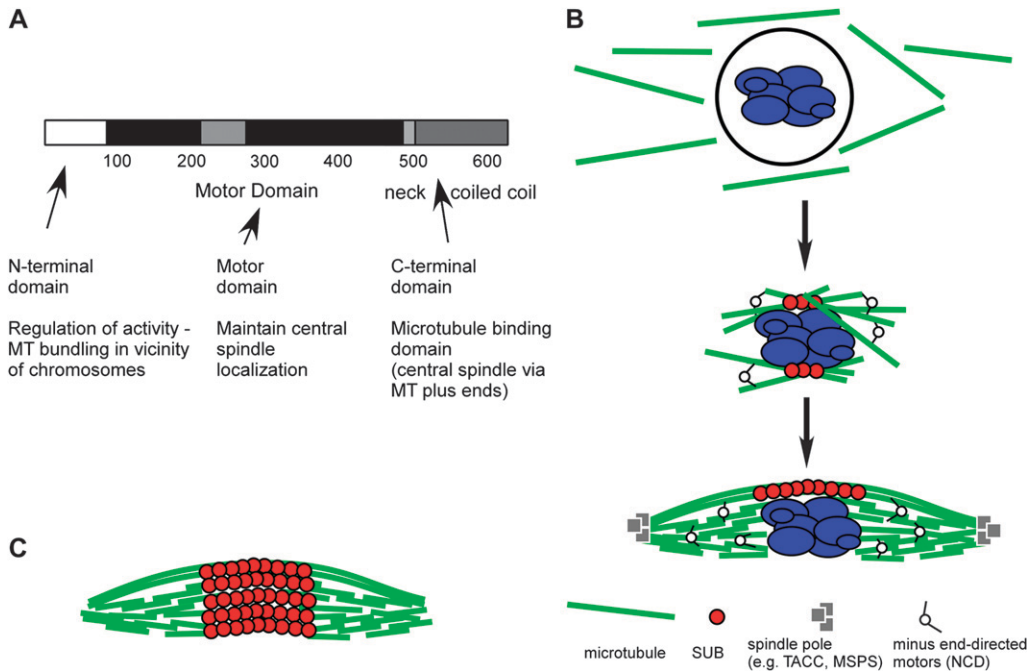 A
100 200 300 400 500 600
Motor Domain neck coiled coil
N-terminal
domain
Regulation of activity -
MT bundling in vicinity
of chromosomes
Motor
domain
Maintain central
spindle
localization
C-terminal
domain
Microtubule binding
domain
(central spindle via
MT plus ends)
B
C
microtubule
SUB
spindle pole
(e.g. TACC, MSPS)
minus end-directed
motors (NCD)